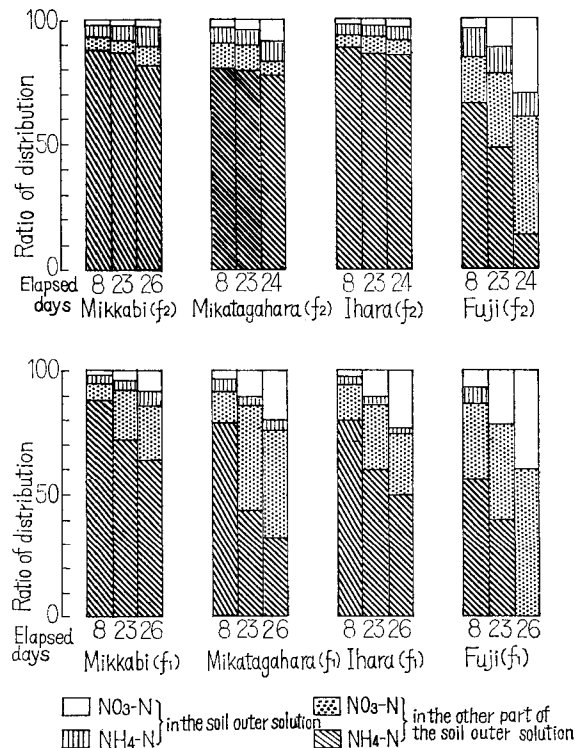 100
50
0
Ratio of distribution
Elapsed days
8 23 26
8 23 24
8 23 24
8 23 24
Mikkabi (f2)
Mikatagahara (f2)
Ihara (f2)
Fuji (f2)
100
50
0
Ratio of distribution
Elapsed days
8 23 26
8 23 26
8 23 26
8 23 26
Mikkabi (f1)
Mikatagahara (f1)
Ihara (f1)
Fuji (f1)
NO3-N
NH4-N
in the soil outer solution
NO3-N
NH4-N
in the other part of
the soil outer solution